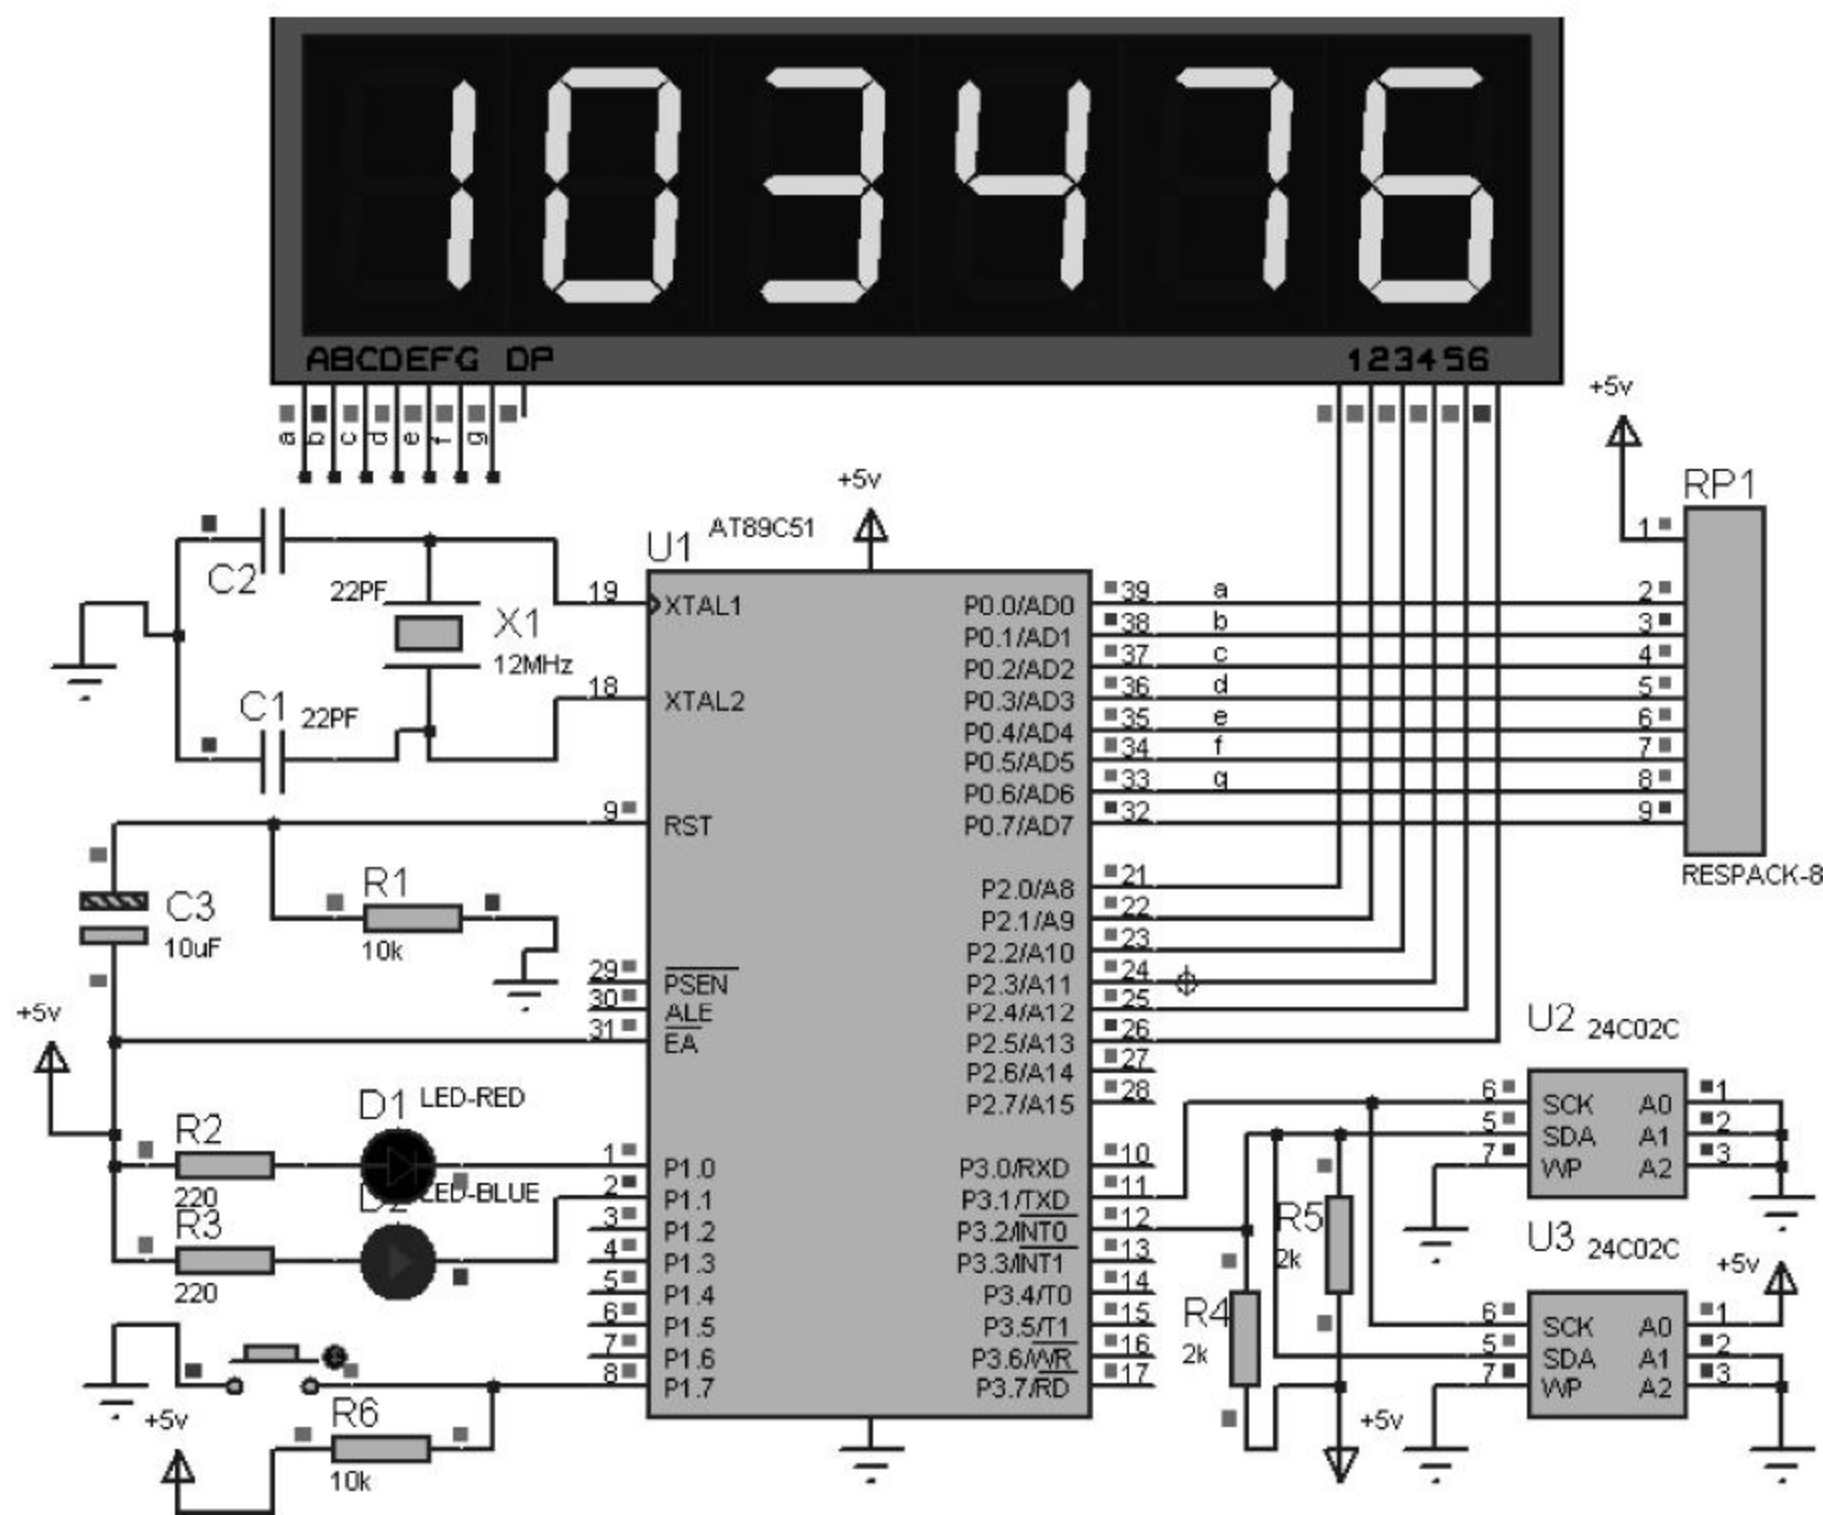 103476
ABCDEFG DP
123456
a b c d e f g
+5v
+5v
RP1
1
U1 AT89C51
C2
22PF
X1
12MHz
C1 22PF
19 XTAL1
18 XTAL2
9 RST
29 PSEN
30 ALE
31 EA
1 P1.0
2 P1.1
3 P1.2
4 P1.3
5 P1.4
6 P1.5
7 P1.6
8 P1.7
P0.0/AD0 39 a 2
P0.1/AD1 38 b 3
P0.2/AD2 37 c 4
P0.3/AD3 36 d 5
P0.4/AD4 35 e 6
P0.5/AD5 34 f 7
P0.6/AD6 33 g 8
P0.7/AD7 32 9
RESPACK-8
P2.0/A8 21
P2.1/A9 22
P2.2/A10 23
P2.3/A11 24
P2.4/A12 25
P2.5/A13 26
P2.6/A14 27
P2.7/A15 28
P3.0/RXD 10
P3.1/TXD 11
P3.2/INT0 12
P3.3/INT1 13
P3.4/T0 14
P3.5/T1 15
P3.6/WR 16
P3.7/RD 17
R1
10k
C3
10uF
+5v
R2
220
D1 LED-RED
R3
220
D2 LED-BLUE
+5v
R6
10k
R5
2k
R4
2k
+5v
U2 24C02C
6 SCK A0 1
5 SDA A1 2
7 WP A2 3
U3 24C02C
+5v
6 SCK A0 1
5 SDA A1 2
7 WP A2 3